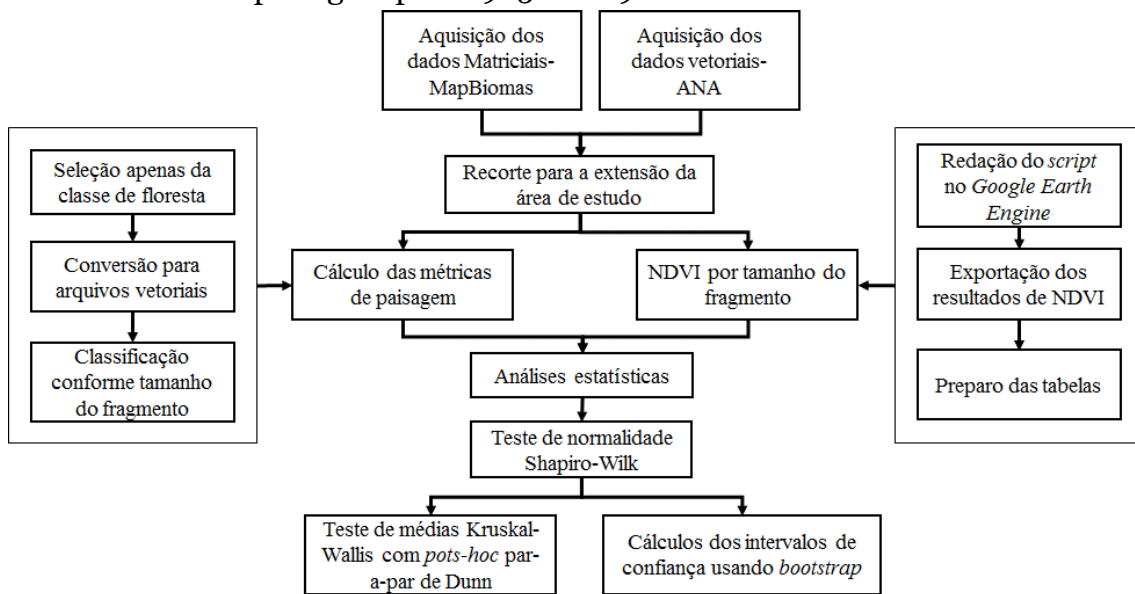 Aquisição dos
dados Matriciais-
MapBiomas
Aquisição dos
dados vetoriais-
ANA
Recorte para a extensão da
área de estudo
Seleção apenas da
classe de floresta
Conversão para
arquivos vetoriais
Classificação
conforme tamanho
do fragmento
Cálculo das métricas
de paisagem
NDVI por tamanho do
fragmento
Redação do script
no Google Earth
Engine
Exportação dos
resultados de NDVI
Preparo das tabelas
Análises estatísticas
Teste de normalidade
Shapiro-Wilk
Teste de médias Kruskal-
Wallis com pots-hoc par-
a-par de Dunn
Cálculos dos intervalos de
confiança usando bootstrap